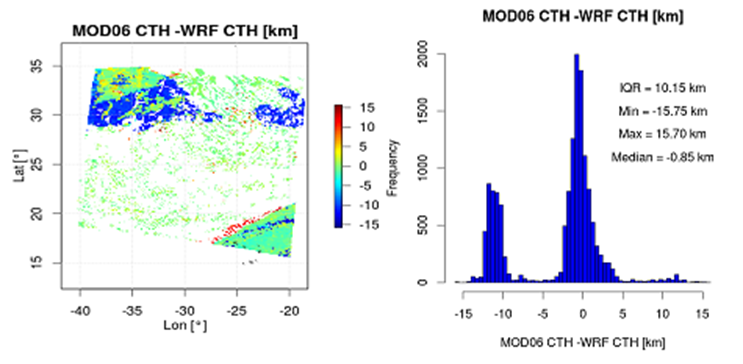 MOD06 CTH -WRF CTH [km]
Lat [°]
35
30
25
20
15
-40
-35
-30
-25
-20
Lon [°]
15
10
5
0
-5
-10
-15
MOD06 CTH -WRF CTH [km]
Frequency
2000
1500
1000
500
0
IQR = 10.15 km
Min = -15.75 km
Max = 15.70 km
Median = -0.85 km
-15
-10
-5
0
5
10
15
MOD06 CTH -WRF CTH [km]